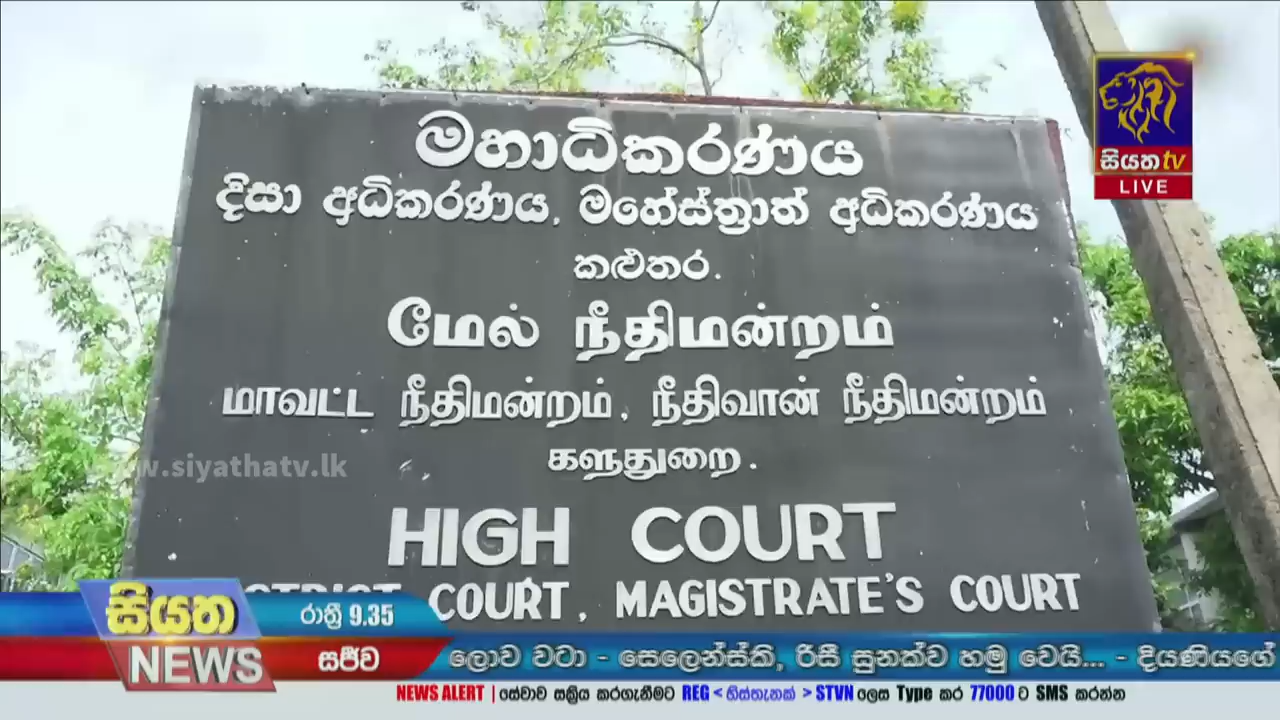 මහාධිකරණය
දිසා අධිකරණය, මහේස්ත්‍රාත් අධිකරණය
කළුතර.
மேல் நீதிமன்றம்
மாவட்ட நீதிமன்றம், நீதிவான் நீதிமன்றம்
களுதுறை.
HIGH COURT
COURT, MAGISTRATE'S COURT
සියත tv
LIVE
www.siyathatv.lk
සියත
NEWS
රාත්‍රී 9.35
සජීව
ලොව වටා - සෙලෙන්ස්කි, රිසී සුනක්ව හමු වෙයි... - දියණියගේ
NEWS ALERT | සේවාව සක්‍රිය කරගැනීමට REG < හිස්තැනක් > STVN ලෙස Type කර 77000 ට SMS කරන්න